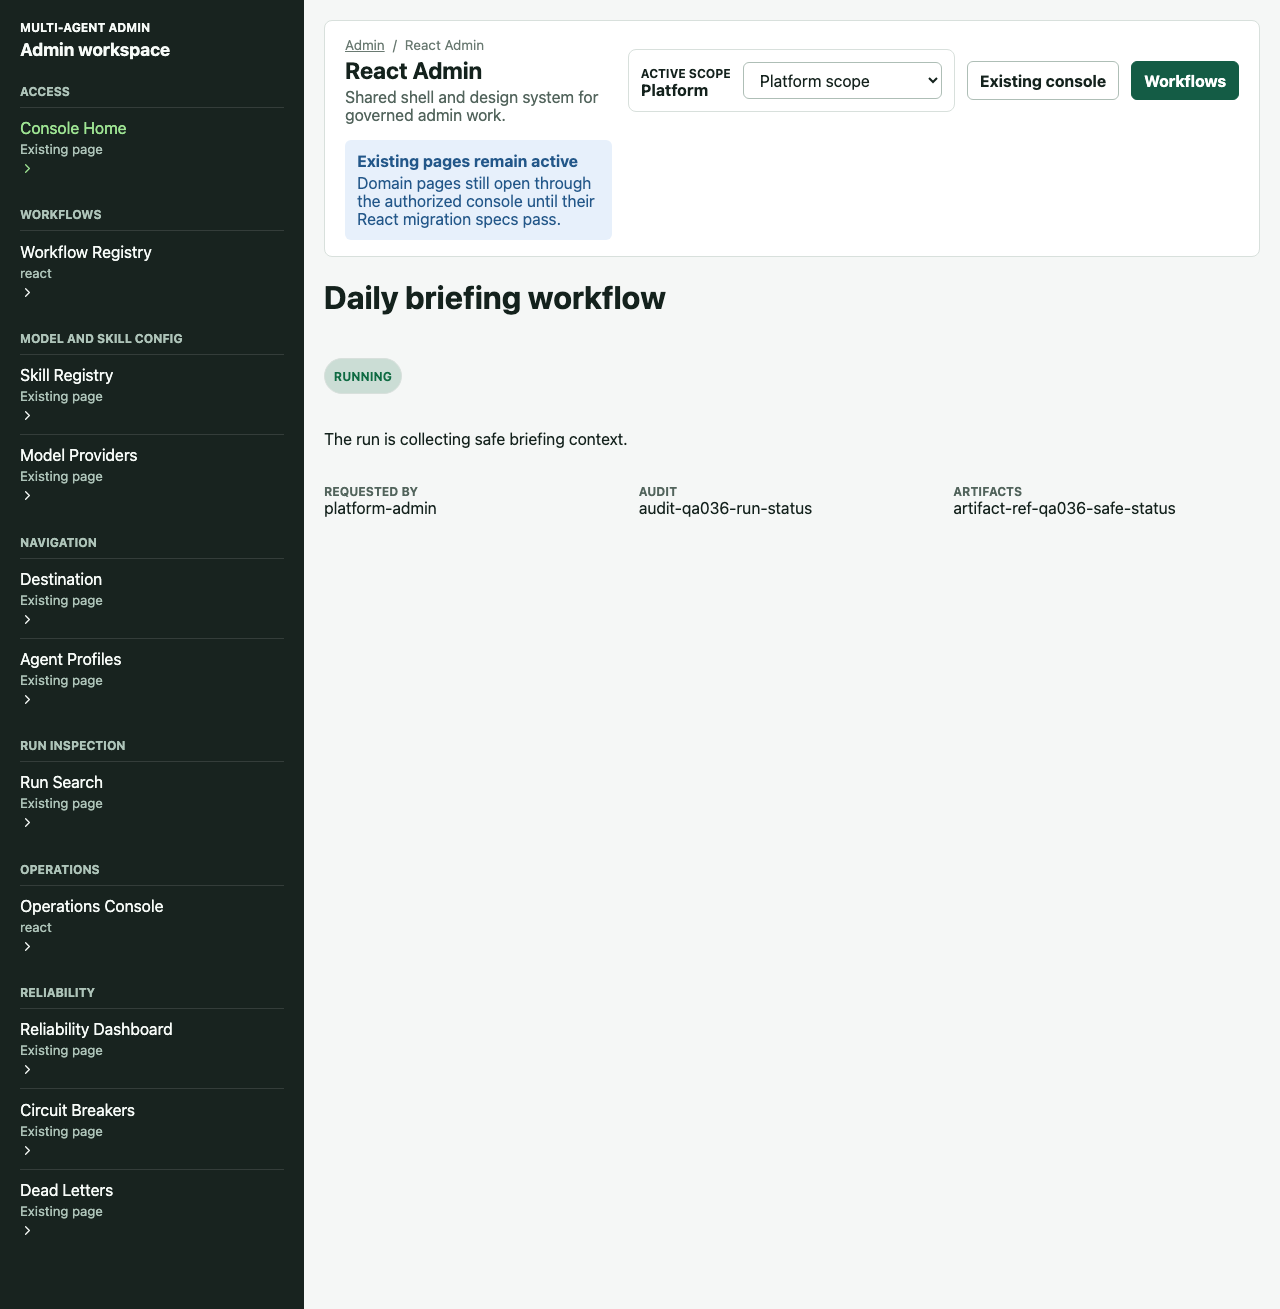 MULTI-AGENT ADMIN
Admin workspace
ACCESS
Console Home
Existing page
WORKFLOWS
Workflow Registry
react
MODEL AND SKILL CONFIG
Skill Registry
Existing page
Model Providers
Existing page
NAVIGATION
Destination
Existing page
Agent Profiles
Existing page
RUN INSPECTION
Run Search
Existing page
OPERATIONS
Operations Console
react
RELIABILITY
Reliability Dashboard
Existing page
Circuit Breakers
Existing page
Dead Letters
Existing page
Admin / React Admin
React Admin
Shared shell and design system for
governed admin work.
ACTIVE SCOPE
Platform
Platform scope
Existing console
Workflows
Existing pages remain active
Domain pages still open through
the authorized console until their
React migration specs pass.
Daily briefing workflow
RUNNING
The run is collecting safe briefing context.
REQUESTED BY
platform-admin
AUDIT
audit-qa036-run-status
ARTIFACTS
artifact-ref-qa036-safe-status